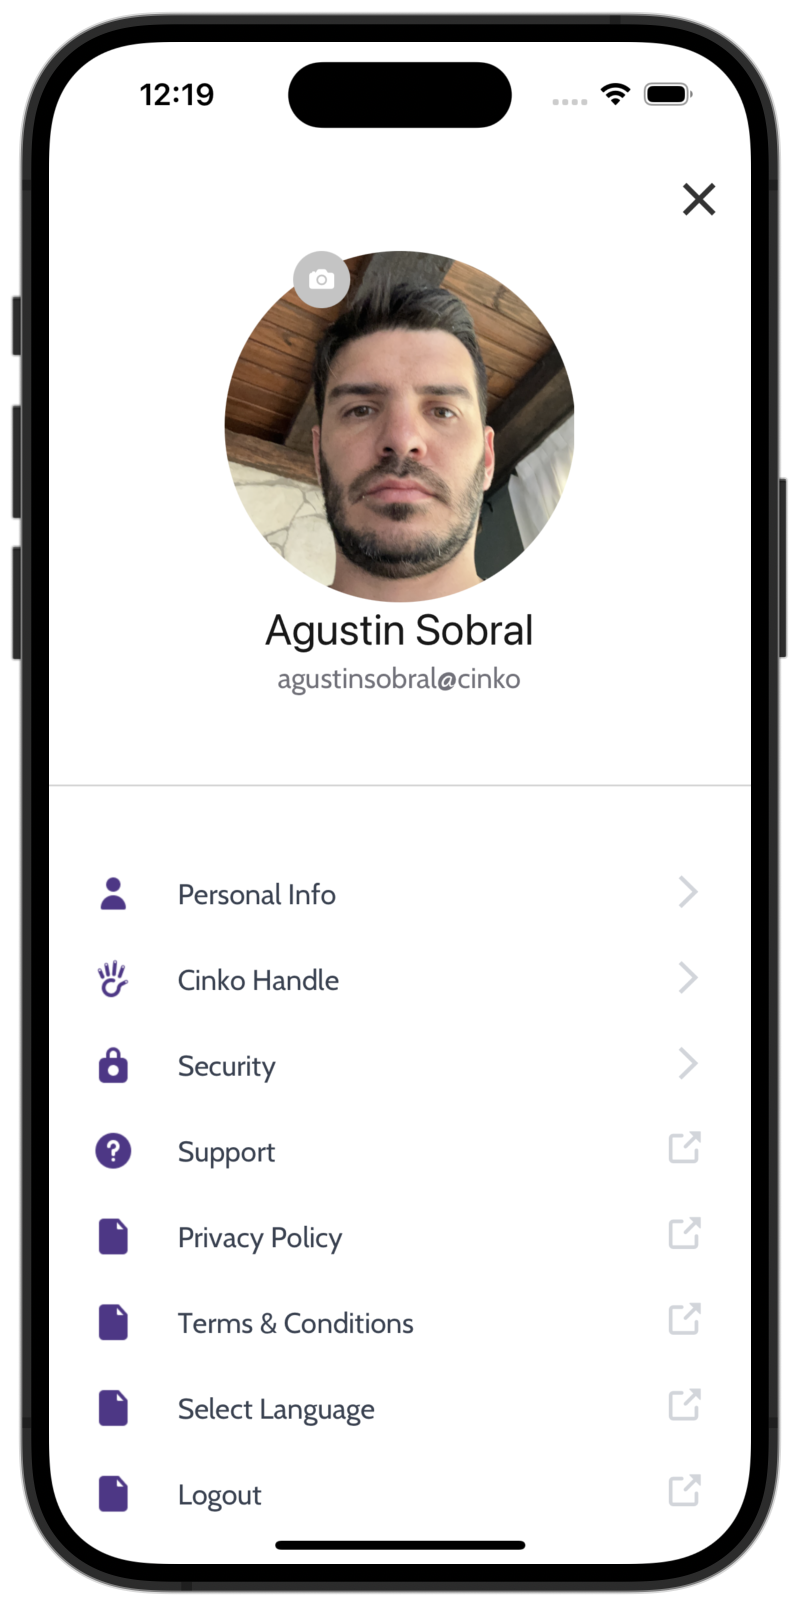 12:19
Agustin Sobral
agustinsobral@cinko
Personal Info
Cinko Handle
Security
Support
Privacy Policy
Terms & Conditions
Select Language
Logout